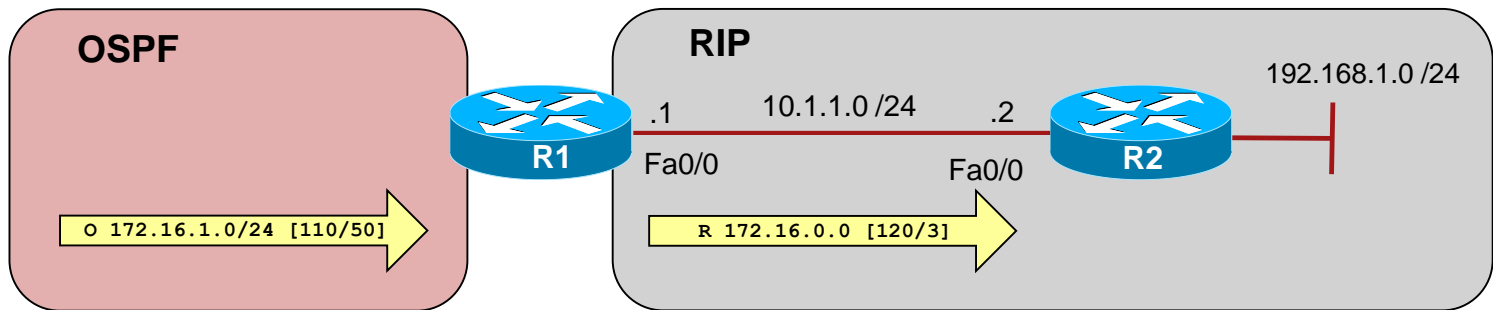 OSPF
RIP
192.168.1.0 /24
.1
10.1.1.0 /24
.2
R1
R2
Fa0/0
Fa0/0
O 172.16.1.0/24 [110/50]
R 172.16.0.0 [120/3]